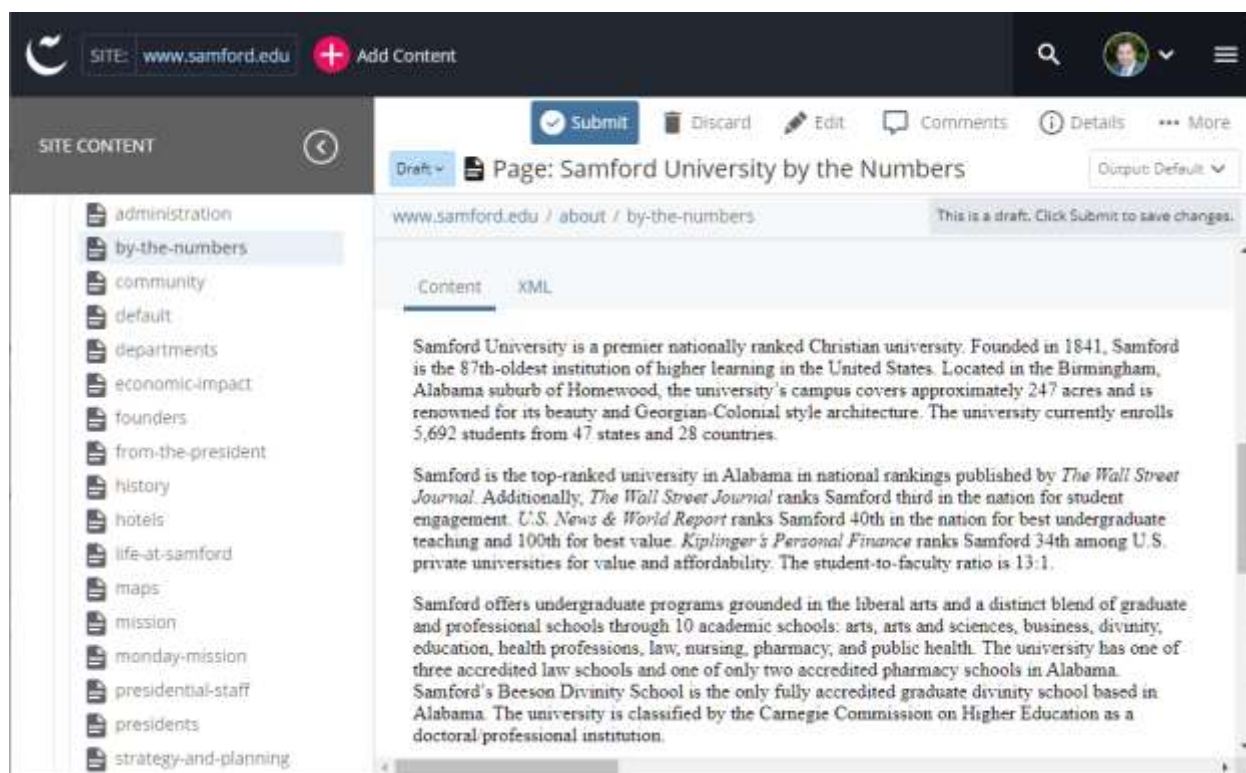 SITE: www.samford.edu Add Content
SITE CONTENT
Submit Discard Edit Comments Details ••• More
Draft Page: Samford University by the Numbers Output: Default
www.samford.edu / about / by-the-numbers This is a draft. Click Submit to save changes.
administration
by-the-numbers
community
default
departments
economic-impact
founders
from-the-president
history
hotels
life-at-samford
maps
mission
monday-mission
presidential-staff
presidents
strategy-and-planning
Content XML
Samford University is a premier nationally ranked Christian university. Founded in 1841, Samford
is the 87th-oldest institution of higher learning in the United States. Located in the Birmingham,
Alabama suburb of Homewood, the university’s campus covers approximately 247 acres and is
renowned for its beauty and Georgian-Colonial style architecture. The university currently enrolls
5,692 students from 47 states and 28 countries.
Samford is the top-ranked university in Alabama in national rankings published by The Wall Street
Journal. Additionally, The Wall Street Journal ranks Samford third in the nation for student
engagement. U.S. News & World Report ranks Samford 40th in the nation for best undergraduate
teaching and 100th for best value. Kiplinger’s Personal Finance ranks Samford 34th among U.S.
private universities for value and affordability. The student-to-faculty ratio is 13:1.
Samford offers undergraduate programs grounded in the liberal arts and a distinct blend of graduate
and professional schools through 10 academic schools: arts, arts and sciences, business, divinity,
education, health professions, law, nursing, pharmacy, and public health. The university has one of
three accredited law schools and one of only two accredited pharmacy schools in Alabama.
Samford’s Beeson Divinity School is the only fully accredited graduate divinity school based in
Alabama. The university is classified by the Carnegie Commission on Higher Education as a
doctoral/professional institution.